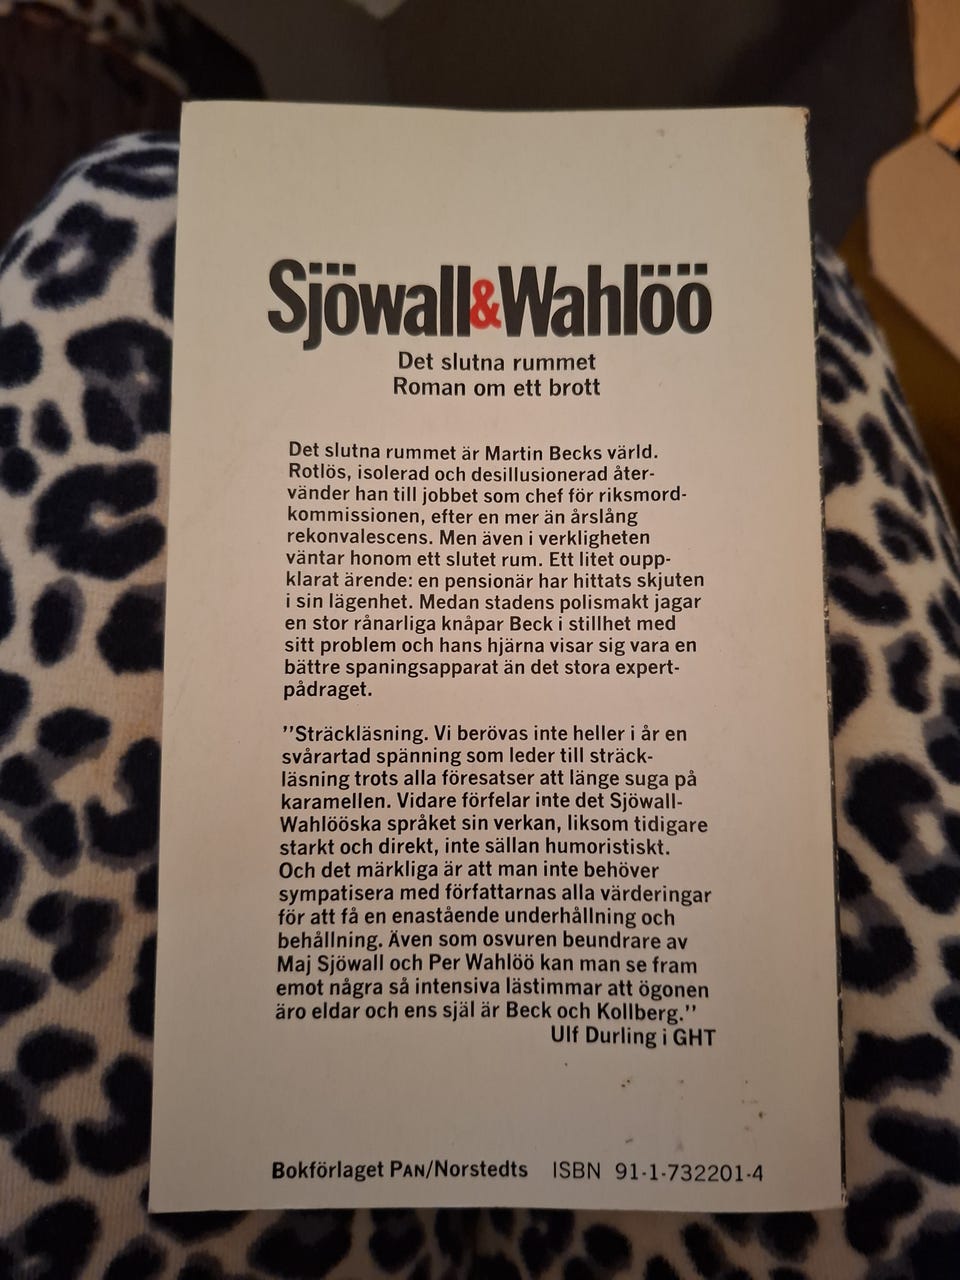 Sjöwall&Wahlöö
Det slutna rummet
Roman om ett brott
Det slutna rummet är Martin Becks värld.
Rotlös, isolerad och desillusionerad åter-
vänder han till jobbet som chef för riksmord-
kommissionen, efter en mer än årslång
rekonvalescens. Men även i verkligheten
väntar honom ett slutet rum. Ett litet oupp-
klarat ärende: en pensionär har hittats skjuten
i sin lägenhet. Medan stadens polismakt jagar
en stor rånarliga knåpar Beck i stillhet med
sitt problem och hans hjärna visar sig vara en
bättre spaningsapparat än det stora expert-
pådraget.
"Sträckläsning. Vi berövas inte heller i år en
svårartad spänning som leder till sträck-
läsning trots alla föresatser att länge suga på
karamellen. Vidare förfelar inte det Sjöwall-
Wahlööska språket sin verkan, liksom tidigare
starkt och direkt, inte sällan humoristiskt.
Och det märkliga är att man inte behöver
sympatisera med författarnas alla värderingar
för att få en enastående underhållning och
behållning. Även som osvuren beundrare av
Maj Sjöwall och Per Wahlöö kan man se fram
emot några så intensiva lästimmar att ögonen
äro eldar och ens själ är Beck och Kollberg."
Ulf Durling i GHT
Bokförlaget PAN/Norstedts ISBN 91-1-732201-4